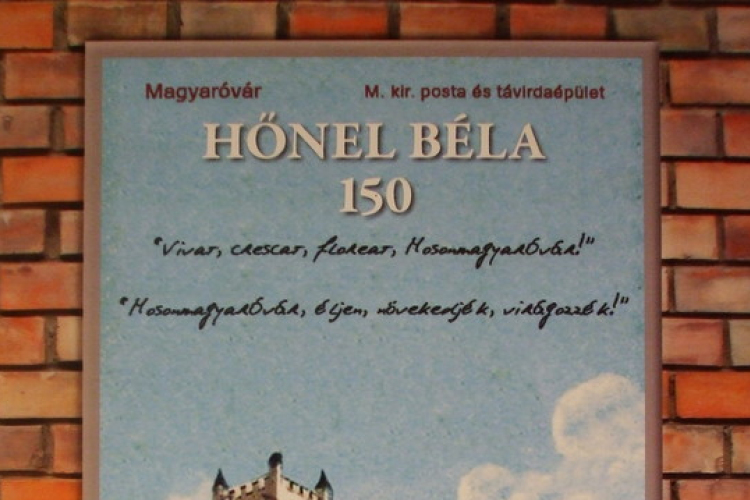 Magyaróvár M. kir. posta és távirdaépület
HŐNEL BÉLA
150
"Vivat, crescat, floreat, Mosonmagyaróvár!"
"Mosonmagyaróvár, éljen, növekedjék, virágozzék!"